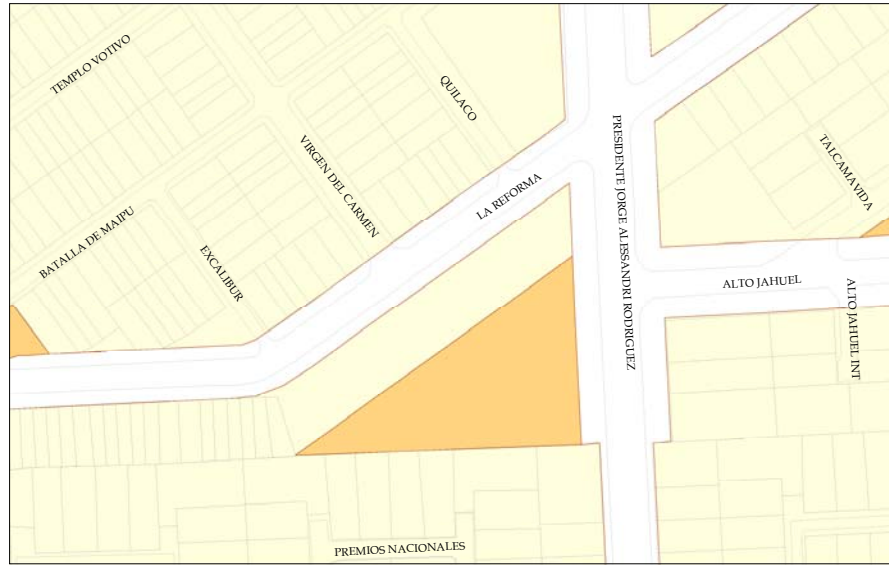 TEMPLO VOTIVO
QUILACO
VIRGEN DEL CARMEN
PRESIDENTE JORGE ALESSANDRI RODRIGUEZ
TALCAMAVIDA
LA REFORMA
BATALLA DE MAIPU
EXCALIBUR
ALTO JAHUEL
ALTO JAHUEL INT
PREMIOS NACIONALES